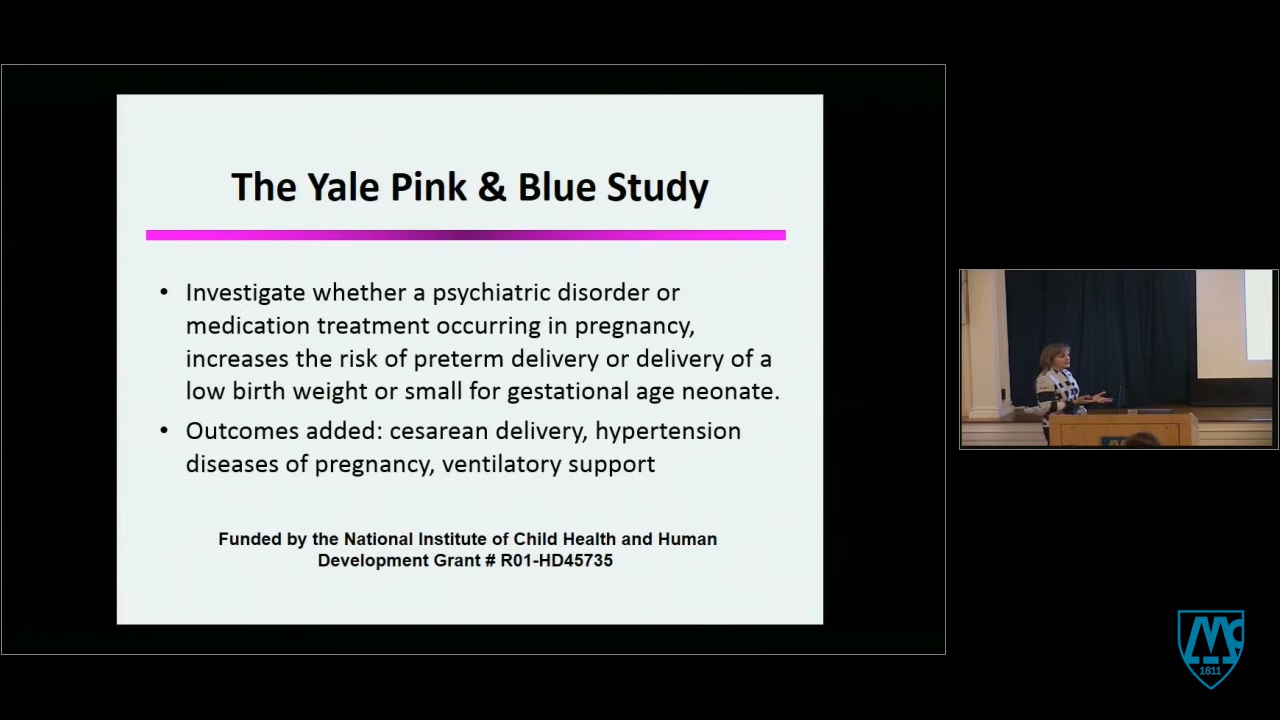 The Yale Pink & Blue Study
• Investigate whether a psychiatric disorder or
medication treatment occurring in pregnancy,
increases the risk of preterm delivery or delivery of a
low birth weight or small for gestational age neonate.
• Outcomes added: cesarean delivery, hypertension
diseases of pregnancy, ventilatory support
Funded by the National Institute of Child Health and Human
Development Grant # R01-HD45735
Mc
1811